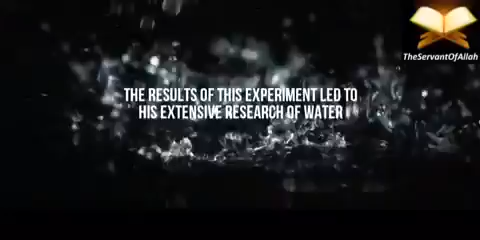 TheServantOfAllah
THE RESULTS OF THIS EXPERIMENT LED TO
HIS EXTENSIVE RESEARCH OF WATER